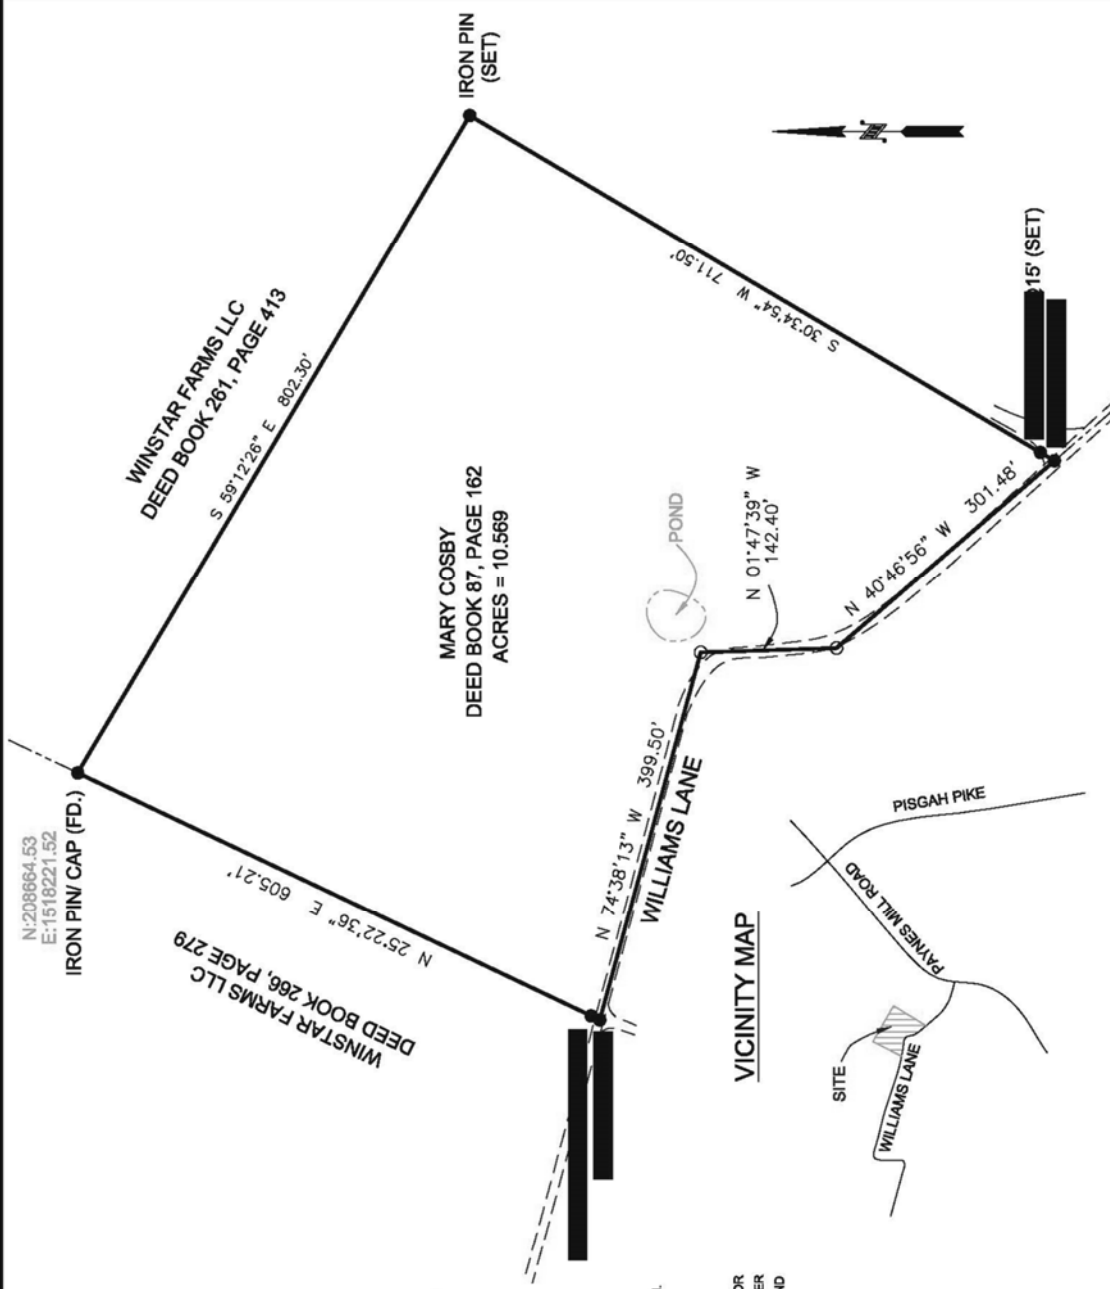 IRON PIN
(SET)
WINSTAR FARMS LLC
DEED BOOK 261, PAGE 413
S 59°12'26" E 802.30'
S 30°34'54" W 711.50'
15' (SET)
MARY COSBY
DEED BOOK 87, PAGE 162
ACRES = 10.569
POND
N 01°47'39" W
142.40'
N 40°46'56" W 301.48'
N:208664.53
E:1518221.52
IRON PIN/ CAP (FD.)
N 25°22'36" E 605.21'
WINSTAR FARMS LLC
DEED BOOK 266, PAGE 279
N 74°38'13" W 399.50'
WILLIAMS LANE
VICINITY MAP
PISGAH PIKE
PAYNES MILL ROAD
SITE
WILLIAMS LANE